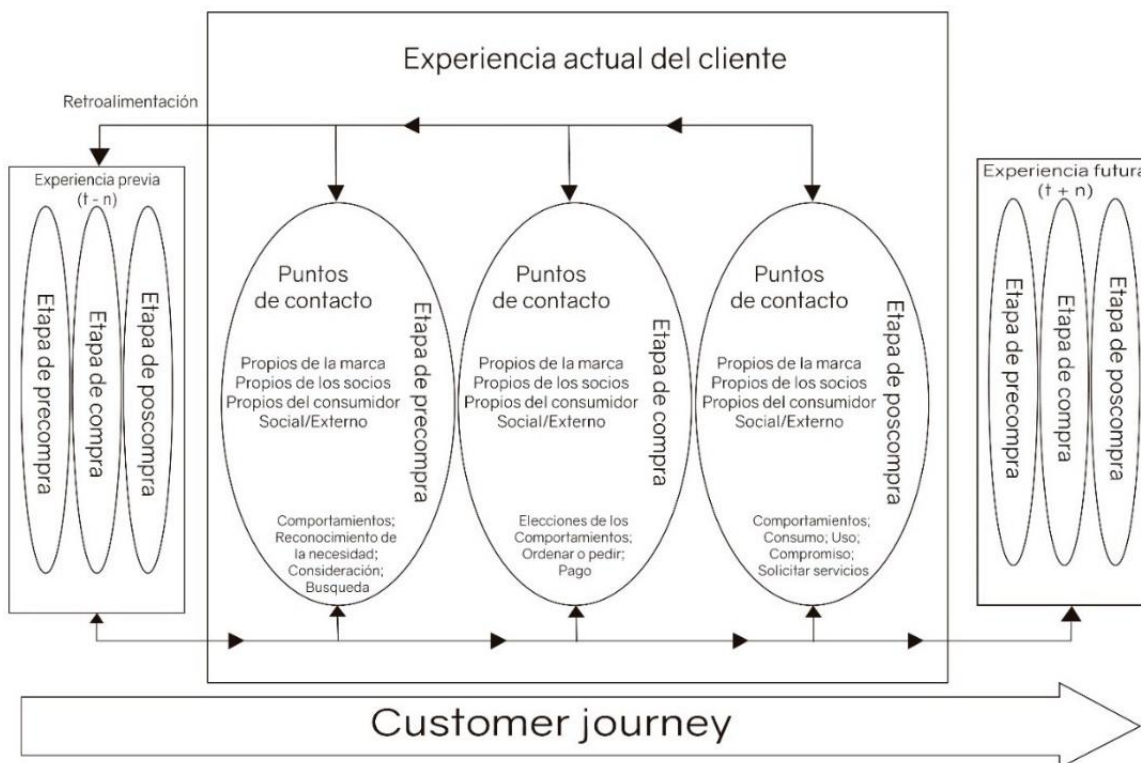 Experiencia actual del cliente
Retroalimentación
Experiencia previa
(t - n)
Etapa de precompra
Etapa de compra
Etapa de poscompra
Puntos
de contacto
Propios de la marca
Propios de los socios
Propios del consumidor
Social/Externo
Comportamientos;
Reconocimiento de
la necesidad;
Consideración;
Busqueda
Etapa de precompra
Puntos
de contacto
Propios de la marca
Propios de los socios
Propios del consumidor
Social/Externo
Elecciones de los
Comportamientos;
Ordenar o pedir;
Pago
Etapa de compra
Puntos
de contacto
Propios de la marca
Propios de los socios
Propios del consumidor
Social/Externo
Comportamientos;
Consumo; Uso;
Compromiso;
Solicitar servicios
Etapa de poscompra
Experiencia futura
(t + n)
Etapa de precompra
Etapa de compra
Etapa de poscompra
Customer journey